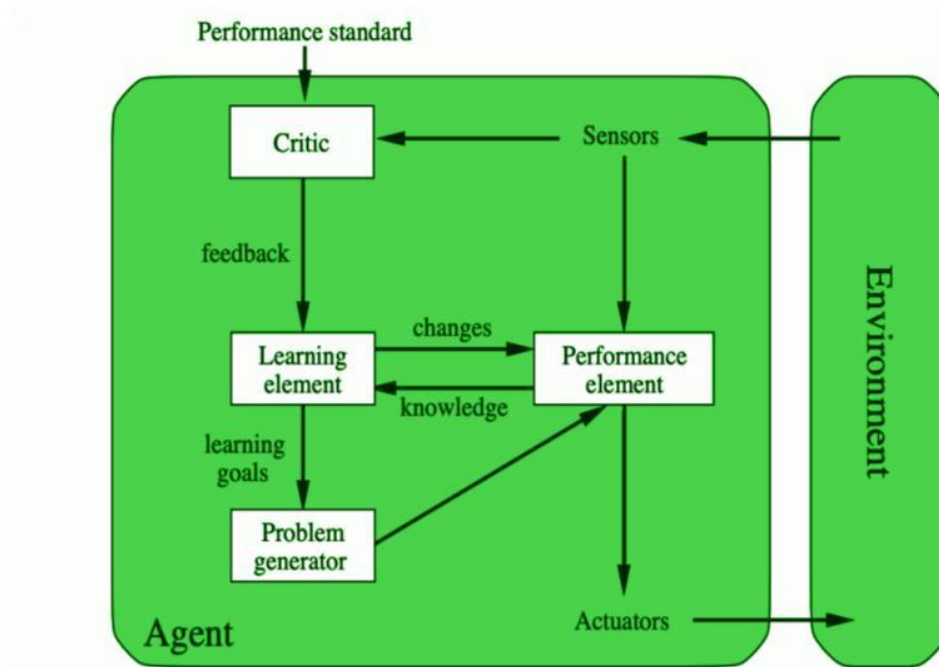 Performance standard
Critic
Sensors
feedback
changes
Learning
element
Performance
element
knowledge
learning
goals
Problem
generator
Agent
Actuators
Environment